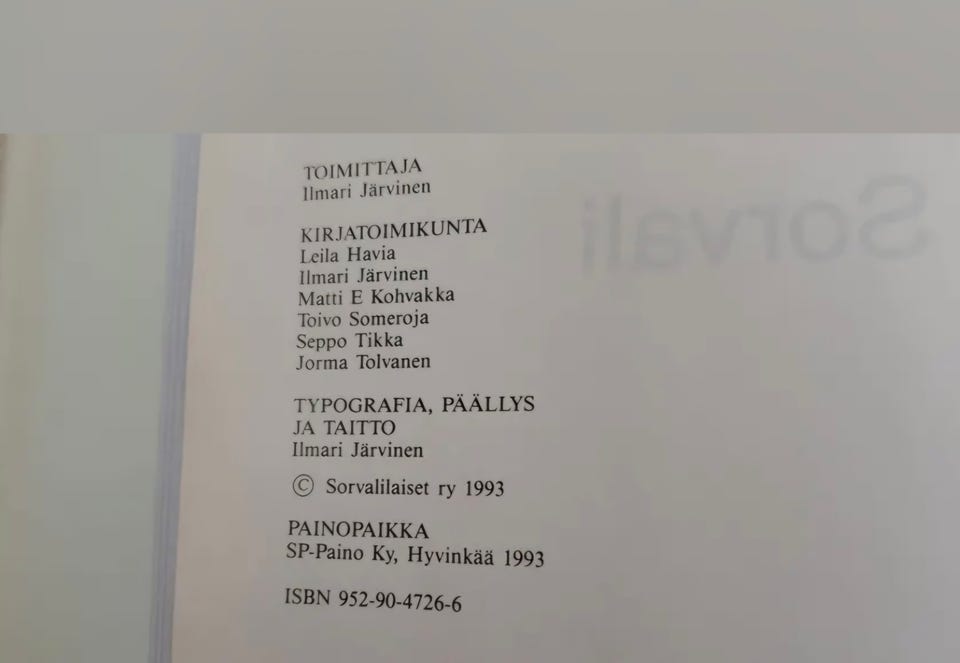 TOIMITTAJA
Ilmari Järvinen
KIRJATOIMIKUNTA
Leila Havia
Ilmari Järvinen
Matti E Kohvakka
Toivo Someroja
Seppo Tikka
Jorma Tolvanen
TYPOGRAFIA, PÄÄLLYS
JA TAITTO
Ilmari Järvinen
© Sorvalilaiset ry 1993
PAINOPAIKKA
SP-Paino Ky, Hyvinkää 1993
ISBN 952-90-4726-6
Sorvali